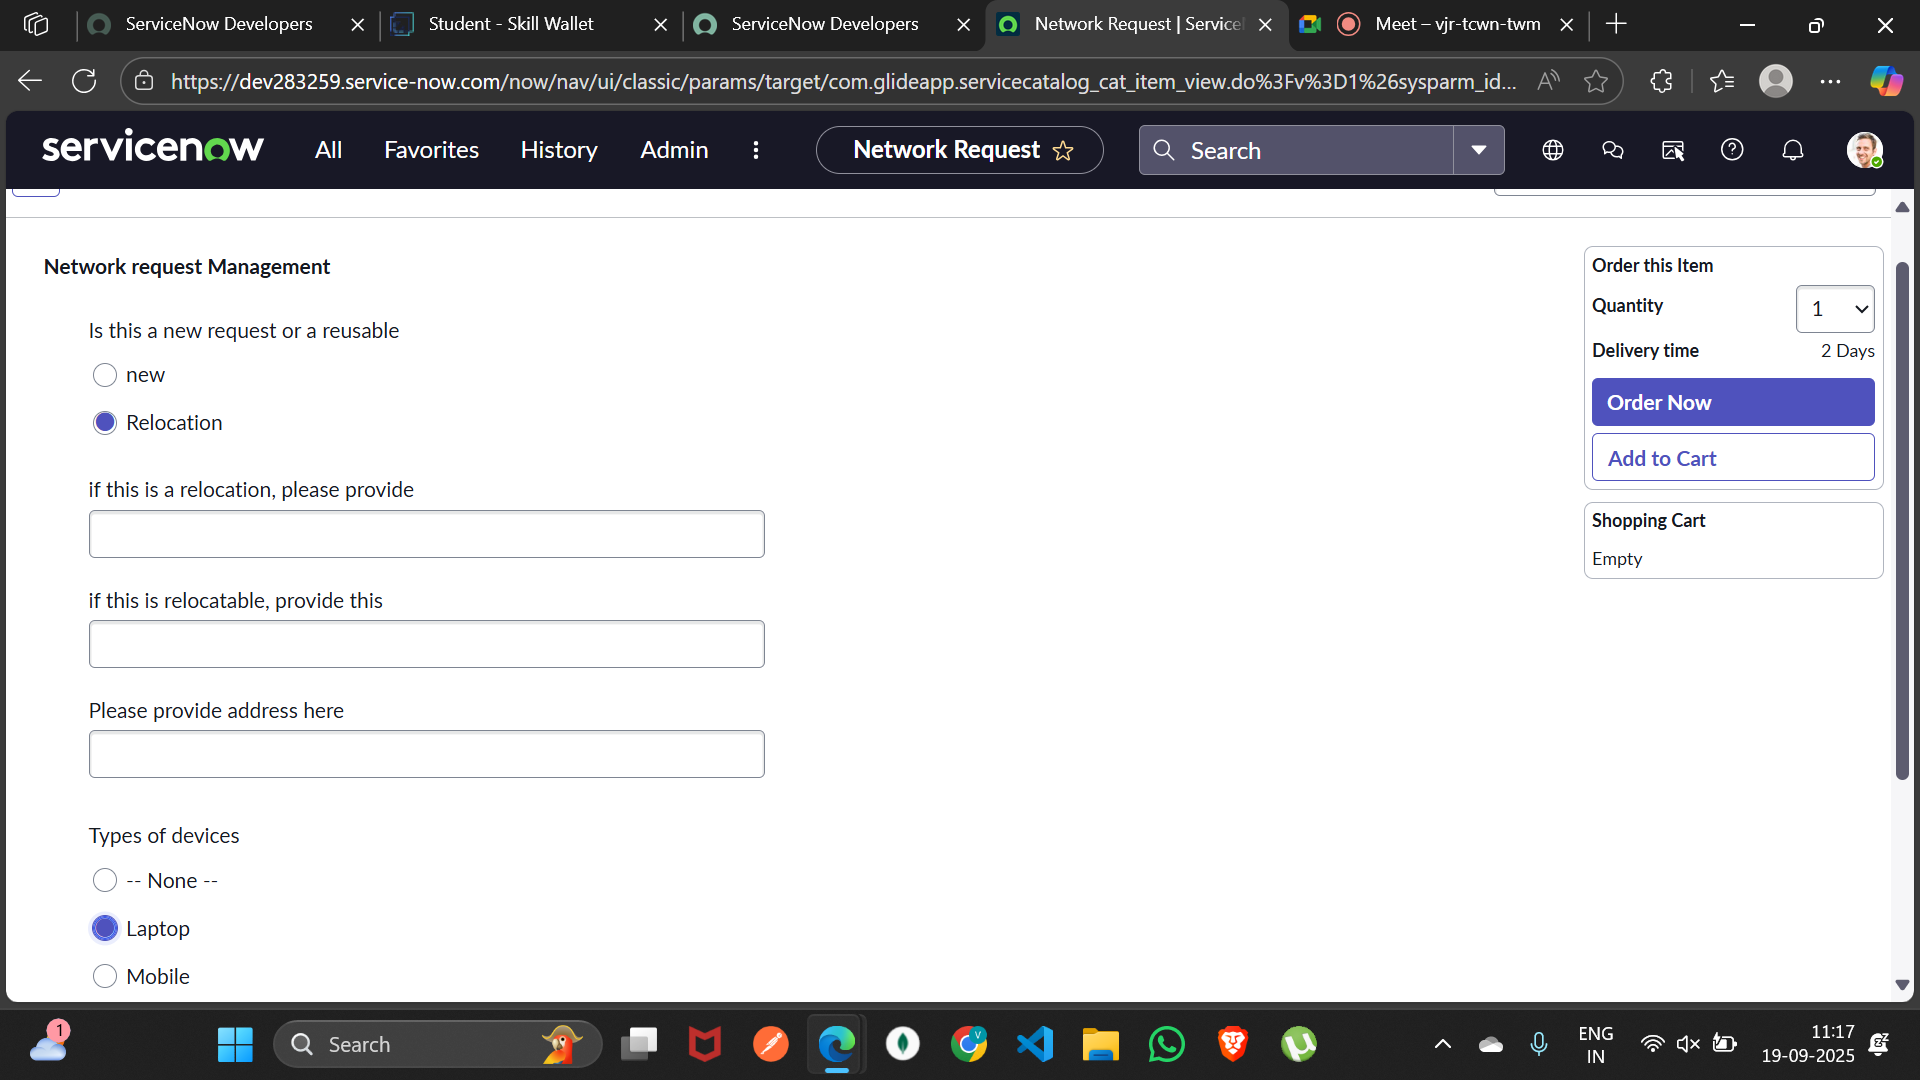 ServiceNow Developers
Student - Skill Wallet
ServiceNow Developers
Network Request | Service
Meet – vjr-tcwn-twm
https://dev283259.service-now.com/now/nav/ui/classic/params/target/com.glideapp.servicecatalog_cat_item_view.do%3Fv%3D1%26sysparm_id...
servicenow
All
Favorites
History
Admin
Network Request
Search
Network request Management
Is this a new request or a reusable
new
Relocation
if this is a relocation, please provide
if this is relocatable, provide this
Please provide address here
Types of devices
-- None --
Laptop
Mobile
Order this Item
Quantity
1
Delivery time
2 Days
Order Now
Add to Cart
Shopping Cart
Empty
1
Search
V
ENG
IN
11:17
19-09-2025